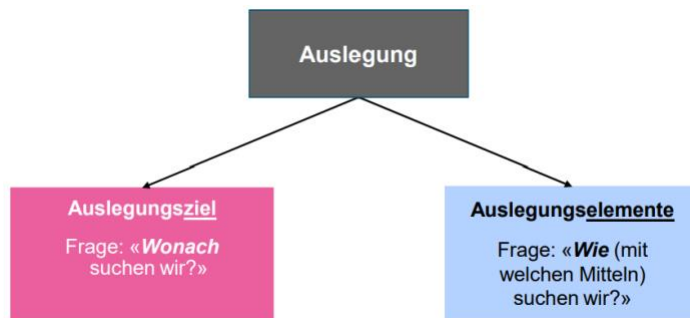 Auslegung
Auslegungsziel
Frage: «Wonach
suchen wir?»
Auslegungselemente
Frage: «Wie (mit
welchen Mitteln)
suchen wir?»